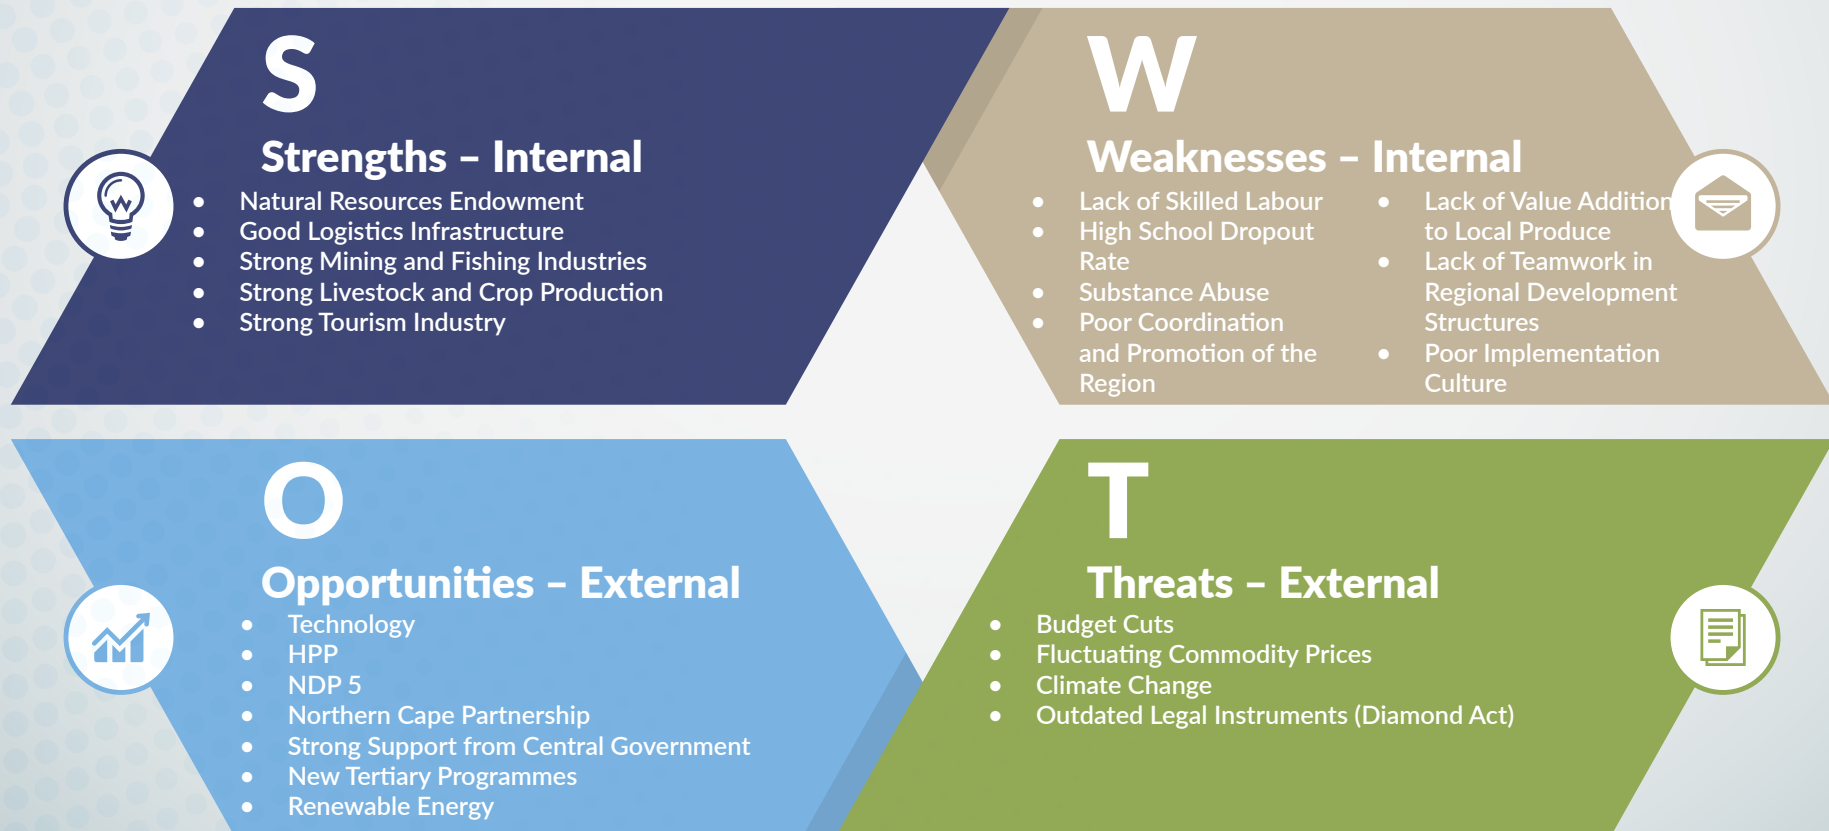 S
Strengths – Internal
• Natural Resources Endowment
• Good Logistics Infrastructure
• Strong Mining and Fishing Industries
• Strong Livestock and Crop Production
• Strong Tourism Industry
W
Weaknesses – Internal
• Lack of Skilled Labour
• High School Dropout
Rate
• Substance Abuse
• Poor Coordination
and Promotion of the
Region
• Lack of Value Addition
to Local Produce
• Lack of Teamwork in
Regional Development
Structures
• Poor Implementation
Culture
O
Opportunities – External
• Technology
• HPP
• NDP 5
• Northern Cape Partnership
• Strong Support from Central Government
• New Tertiary Programmes
• Renewable Energy
T
Threats – External
• Budget Cuts
• Fluctuating Commodity Prices
• Climate Change
• Outdated Legal Instruments (Diamond Act)